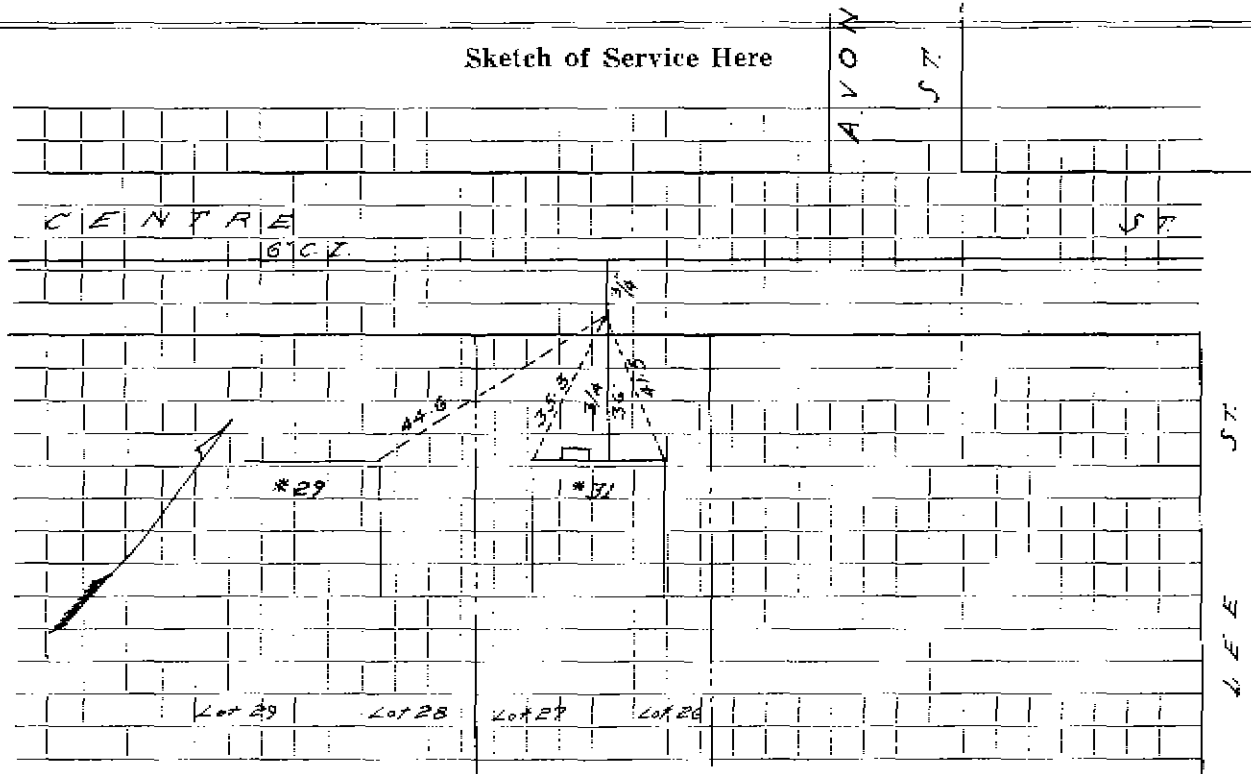 Sketch of Service Here
AVON ST.
CENTRE ST.
6" C.I.
3/4
44.6
35.3
3/4
36
41.5
*29
*31
ST.
LEE
Lot 29
Lot 28
Lot 27
Lot 26